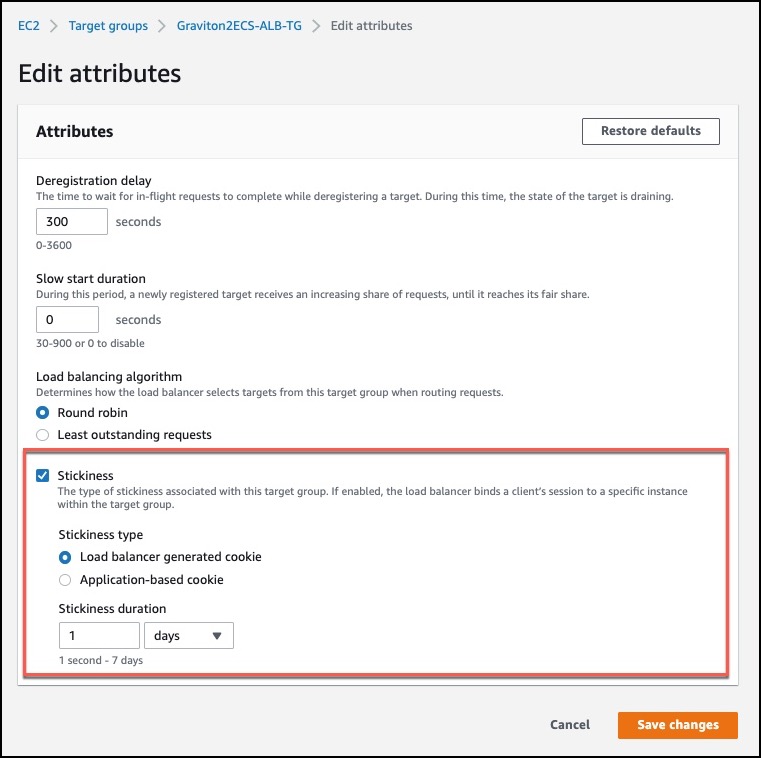 EC2 > Target groups > Graviton2ECS-ALB-TG > Edit attributes
Edit attributes
Attributes
Restore defaults
Deregistration delay
The time to wait for in-flight requests to complete while deregistering a target. During this time, the state of the target is draining.
300 seconds
0-3600
Slow start duration
During this period, a newly registered target receives an increasing share of requests, until it reaches its fair share.
0 seconds
30-900 or 0 to disable
Load balancing algorithm
Determines how the load balancer selects targets from this target group when routing requests.
Round robin
Least outstanding requests
Stickiness
The type of stickiness associated with this target group. If enabled, the load balancer binds a client's session to a specific instance
within the target group.
Stickiness type
Load balancer generated cookie
Application-based cookie
Stickiness duration
1 days
1 second - 7 days
Cancel Save changes